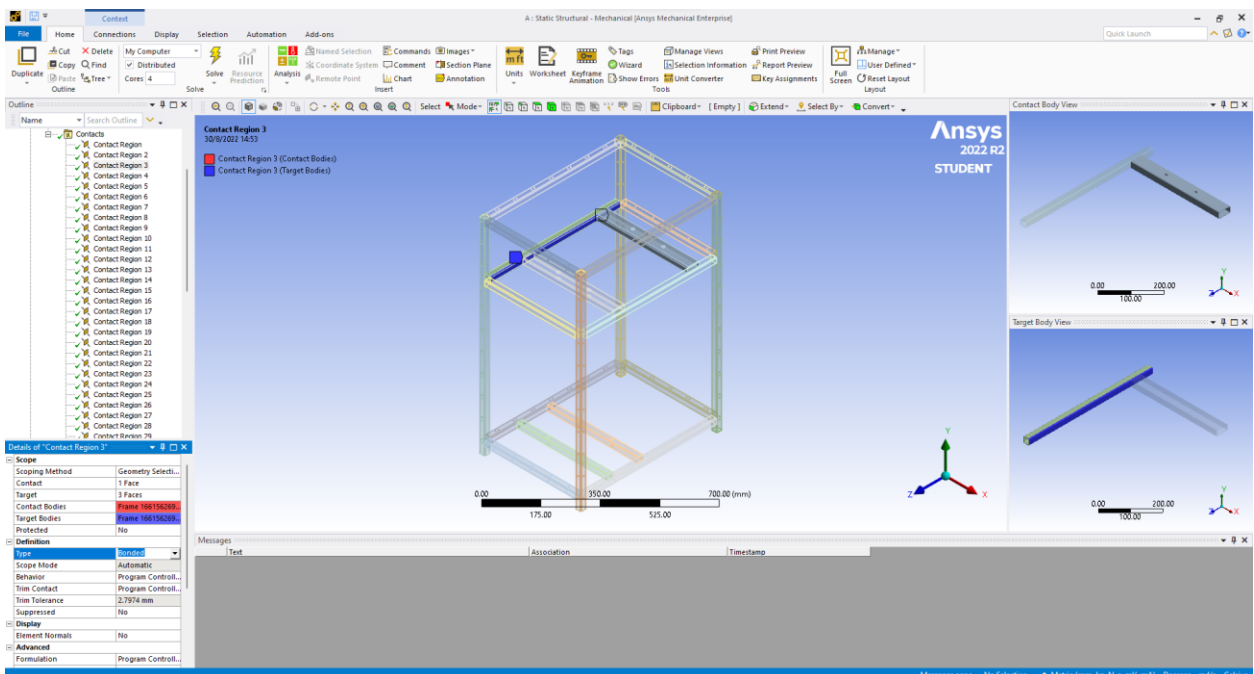 Context
A : Static Structural - Mechanical [Ansys Mechanical Enterprise]
File Home Connections Display Selection Automation Add-ons
Quick Launch
Duplicate
Cut
Copy
Paste
Delete
Find
Tree
Outline
My Computer
Distributed
Cores 4
Solve
Resource Prediction
Solve
Analysis
Named Selection
Coordinate System
Remote Point
Commands
Comment
Chart
Images
Section Plane
Annotation
Insert
Units
Worksheet
Keyframe Animation
Tags
Wizard
Show Errors
Manage Views
Selection Information
Unit Converter
Print Preview
Report Preview
Key Assignments
Tools
Full Screen
Manage
User Defined
Reset Layout
Layout
Outline
Name
Search Outline
Select
Mode
Clipboard
[ Empty ]
Extend
Select By
Convert
Contacts
Contact Region
Contact Region 2
Contact Region 3
Contact Region 4
Contact Region 5
Contact Region 6
Contact Region 7
Contact Region 8
Contact Region 9
Contact Region 10
Contact Region 11
Contact Region 12
Contact Region 13
Contact Region 14
Contact Region 15
Contact Region 16
Contact Region 17
Contact Region 18
Contact Region 19
Contact Region 20
Contact Region 21
Contact Region 22
Contact Region 23
Contact Region 24
Contact Region 25
Contact Region 26
Contact Region 27
Contact Region 28
Contact Region 29
Details of "Contact Region 3"
Scope
Scoping Method Geometry Selecti...
Contact 1 Face
Target 3 Faces
Contact Bodies Frame 166156269...
Target Bodies Frame 166156269...
Protected No
Definition
Type Bonded
Scope Mode Automatic
Behavior Program Controll...
Trim Contact Program Controll...
Trim Tolerance 2.7974 mm
Suppressed No
Display
Element Normals No
Advanced
Formulation Program Controll...
Contact Region 3
30/8/2022 14:53
Contact Region 3 (Contact Bodies)
Contact Region 3 (Target Bodies)
Ansys
2022 R2
STUDENT
0.00 350.00 700.00 (mm)
175.00 525.00
Y
Z X
Messages
Text Association Timestamp
Contact Body View
0.00 200.00
100.00
Y
Z X
Target Body View
0.00 200.00
100.00
Y
Z X